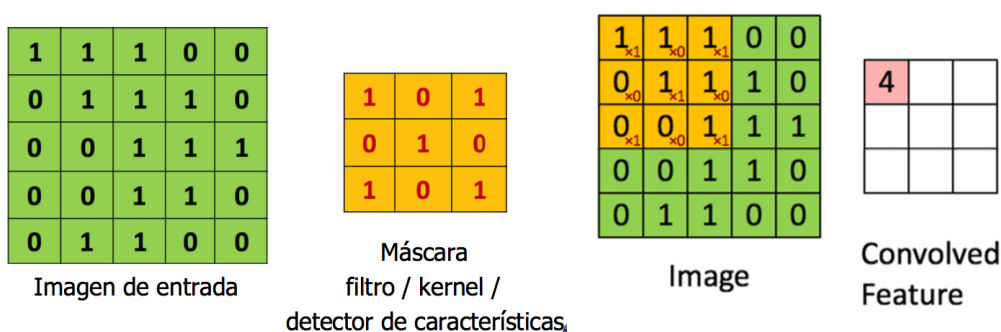 1 1 1 0 0
0 1 1 1 0
0 0 1 1 1
0 0 1 1 0
0 1 1 0 0
Imagen de entrada
1 0 1
0 1 0
1 0 1
Máscara
filtro / kernel /
detector de características,
1×1 1×0 1×1 0 0
0×0 1×1 1×0 1 0
0×1 0×0 1×1 1 1
0 0 1 1 0
0 1 1 0 0
Image
4
Convolved
Feature